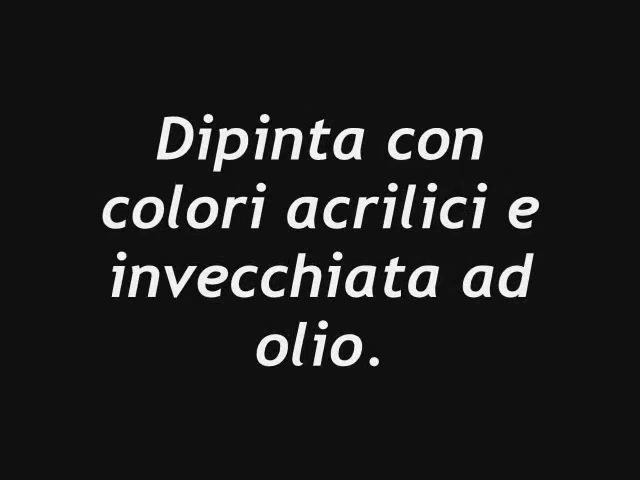 Dipinta con
colori acrilici e
invecchiata ad
olio.